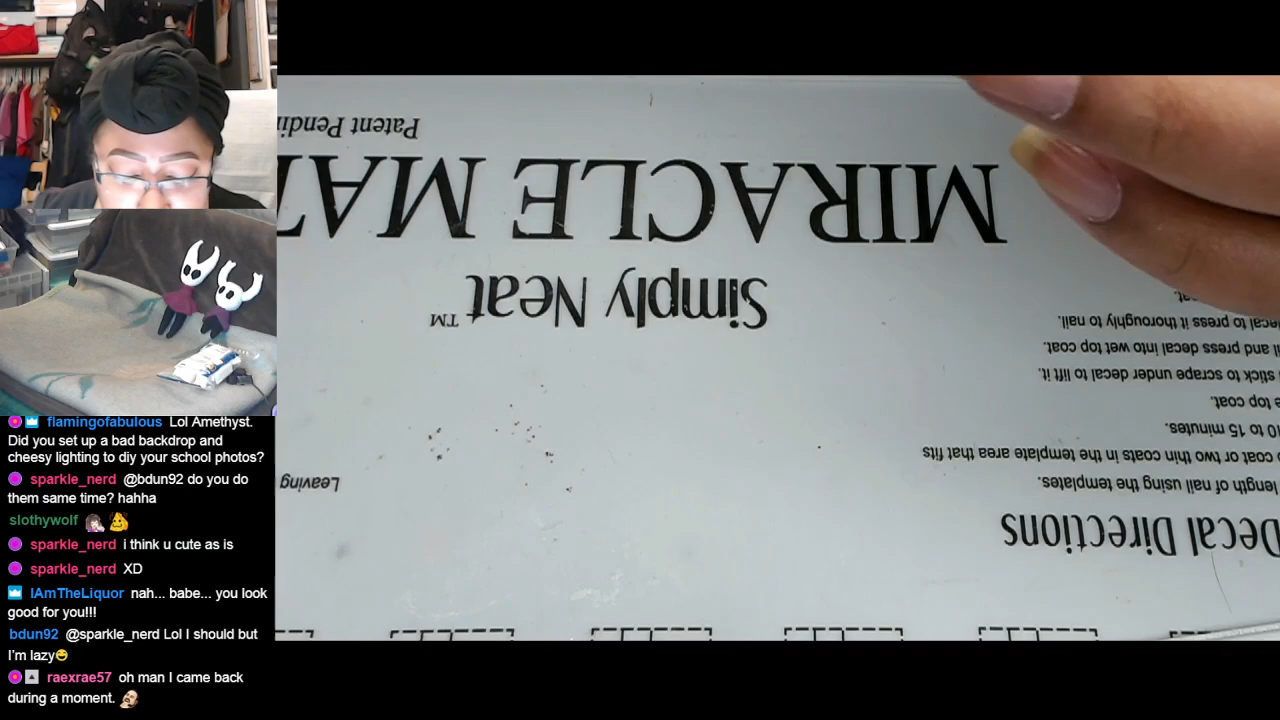 flamingofabulous Lol Amethyst.
Did you set up a bad backdrop and
cheesy lighting to diy your school photos?
sparkle_nerd @bdun92 do you do
them same time? hahha
slothywolf
sparkle_nerd i think u cute as is
sparkle_nerd XD
IAmTheLiquor nah... babe... you look
good for you!!!
bdun92 @sparkle_nerd Lol I should but
I'm lazy
raexrae57 oh man I came back
during a moment.
Decal Directions
length of nail using the templates.
coat or two thin coats in the template area that fits
10 to 15 minutes.
top coat.
stick to scrape under decal to lift it.
and press decal into wet top coat.
decal to press it thoroughly to nail.
Leaving
Simply Neat™
MIRACLE MAT
Patent Pendin